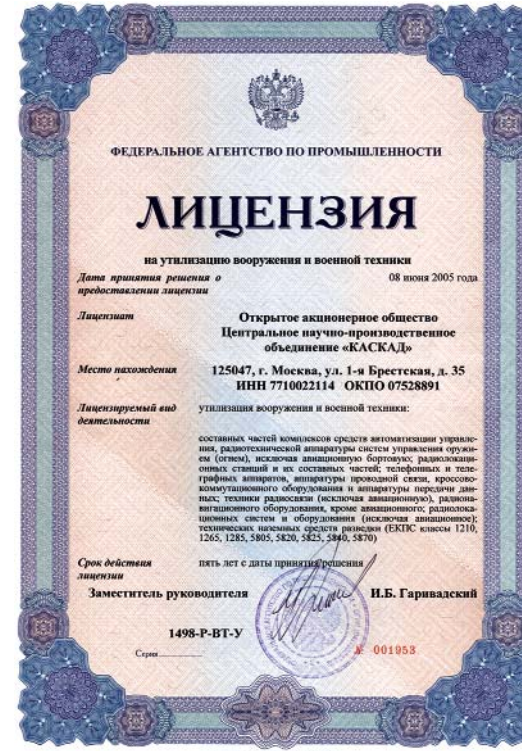 ФЕДЕРАЛЬНОЕ АГЕНТСТВО ПО ПРОМЫШЛЕННОСТИ
ЛИЦЕНЗИЯ
на утилизацию вооружения и военной техники
Дата принятия решения о
предоставлении лицензии
08 июня 2005 года
Лицензиат
Открытое акционерное общество
Центральное научно-производственное
объединение «КАСКАД»
Место нахождения
125047, г. Москва, ул. 1-я Брестская, д. 35
ИНН 7710022114 ОКПО 07528891
Лицензируемый вид
деятельности
утилизация вооружения и военной техники:
составных частей комплексов средств автоматизации управле-
ния, радиотехнической аппаратуры систем управления оружи-
ем (огнем), исключая авиационную бортовую; радиолокаци-
онных станций и их составных частей; телефонных и теле-
графных аппаратов, аппаратуры проводной связи, кроссово-
коммутационного оборудования и аппаратуры передачи дан-
ных; техники радиосвязи (исключая авиационную), радиона-
вигационного оборудования, кроме авиационного; радиолока-
ционных систем и оборудования (исключая авиационное);
технических наземных средств разведки (ЕКПС классы 1210,
1265, 1285, 5805, 5820, 5825, 5840, 5870)
Срок действия
лицензии
пять лет с даты принятия решения
Заместитель руководителя
И.Б. Гаривадский
1498-Р-ВТ-У
Серия
№ 001953